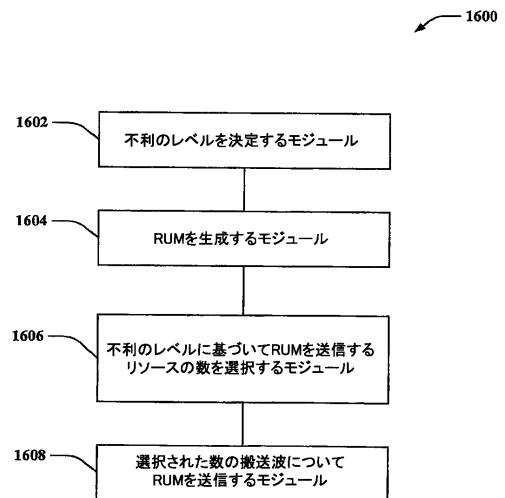 1600
1602
不利のレベルを決定するモジュール
1604
RUMを生成するモジュール
1606
不利のレベルに基づいてRUMを送信する
リソースの数を選択するモジュール
1608
選択された数の搬送波について
RUMを送信するモジュール